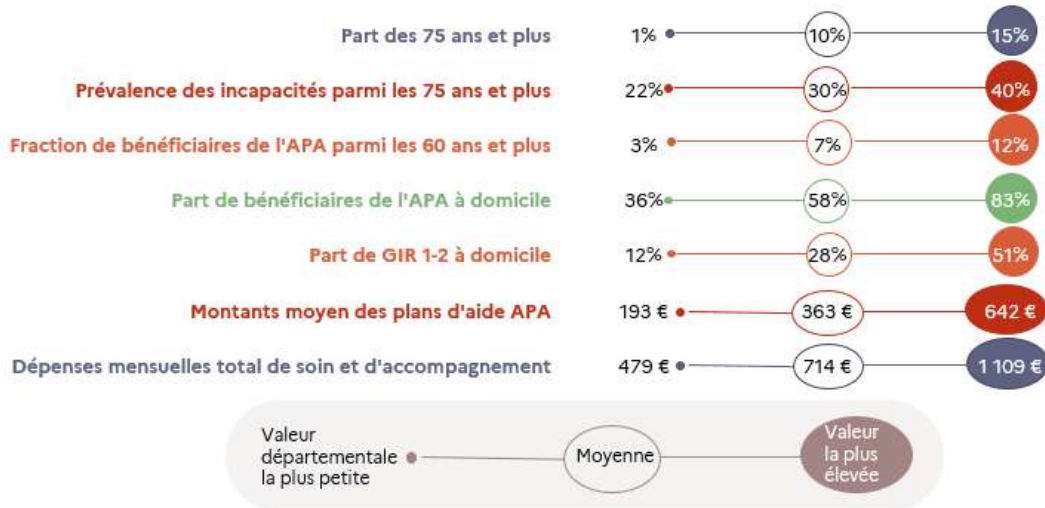 Part des 75 ans et plus 1% 10% 15%
Prévalence des incapacités parmi les 75 ans et plus 22% 30% 40%
Fraction de bénéficiaires de l'APA parmi les 60 ans et plus 3% 7% 12%
Part de bénéficiaires de l'APA à domicile 36% 58% 83%
Part de GIR 1-2 à domicile 12% 28% 51%
Montants moyen des plans d'aide APA 193 € 363 € 642 €
Dépenses mensuelles total de soin et d'accompagnement 479 € 714 € 1 109 €
Valeur
départementale
la plus petite
Moyenne
Valeur
la plus
élevée